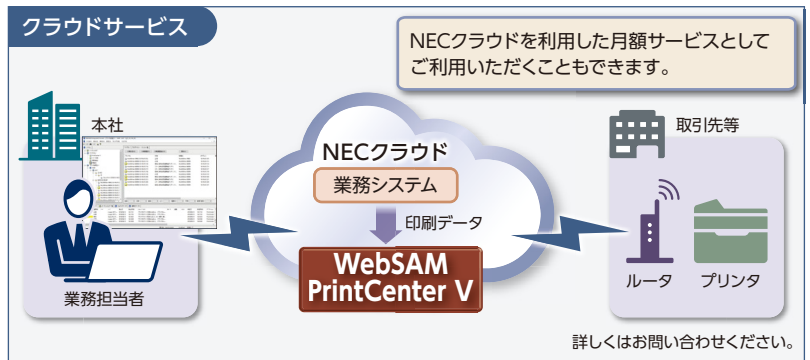 クラウドサービス
NECクラウドを利用した月額サービスとして
ご利用いただくこともできます。
本社
業務担当者
NECクラウド
業務システム
印刷データ
WebSAM
PrintCenter V
取引先等
ルータ
プリンタ
詳しくはお問い合わせください。